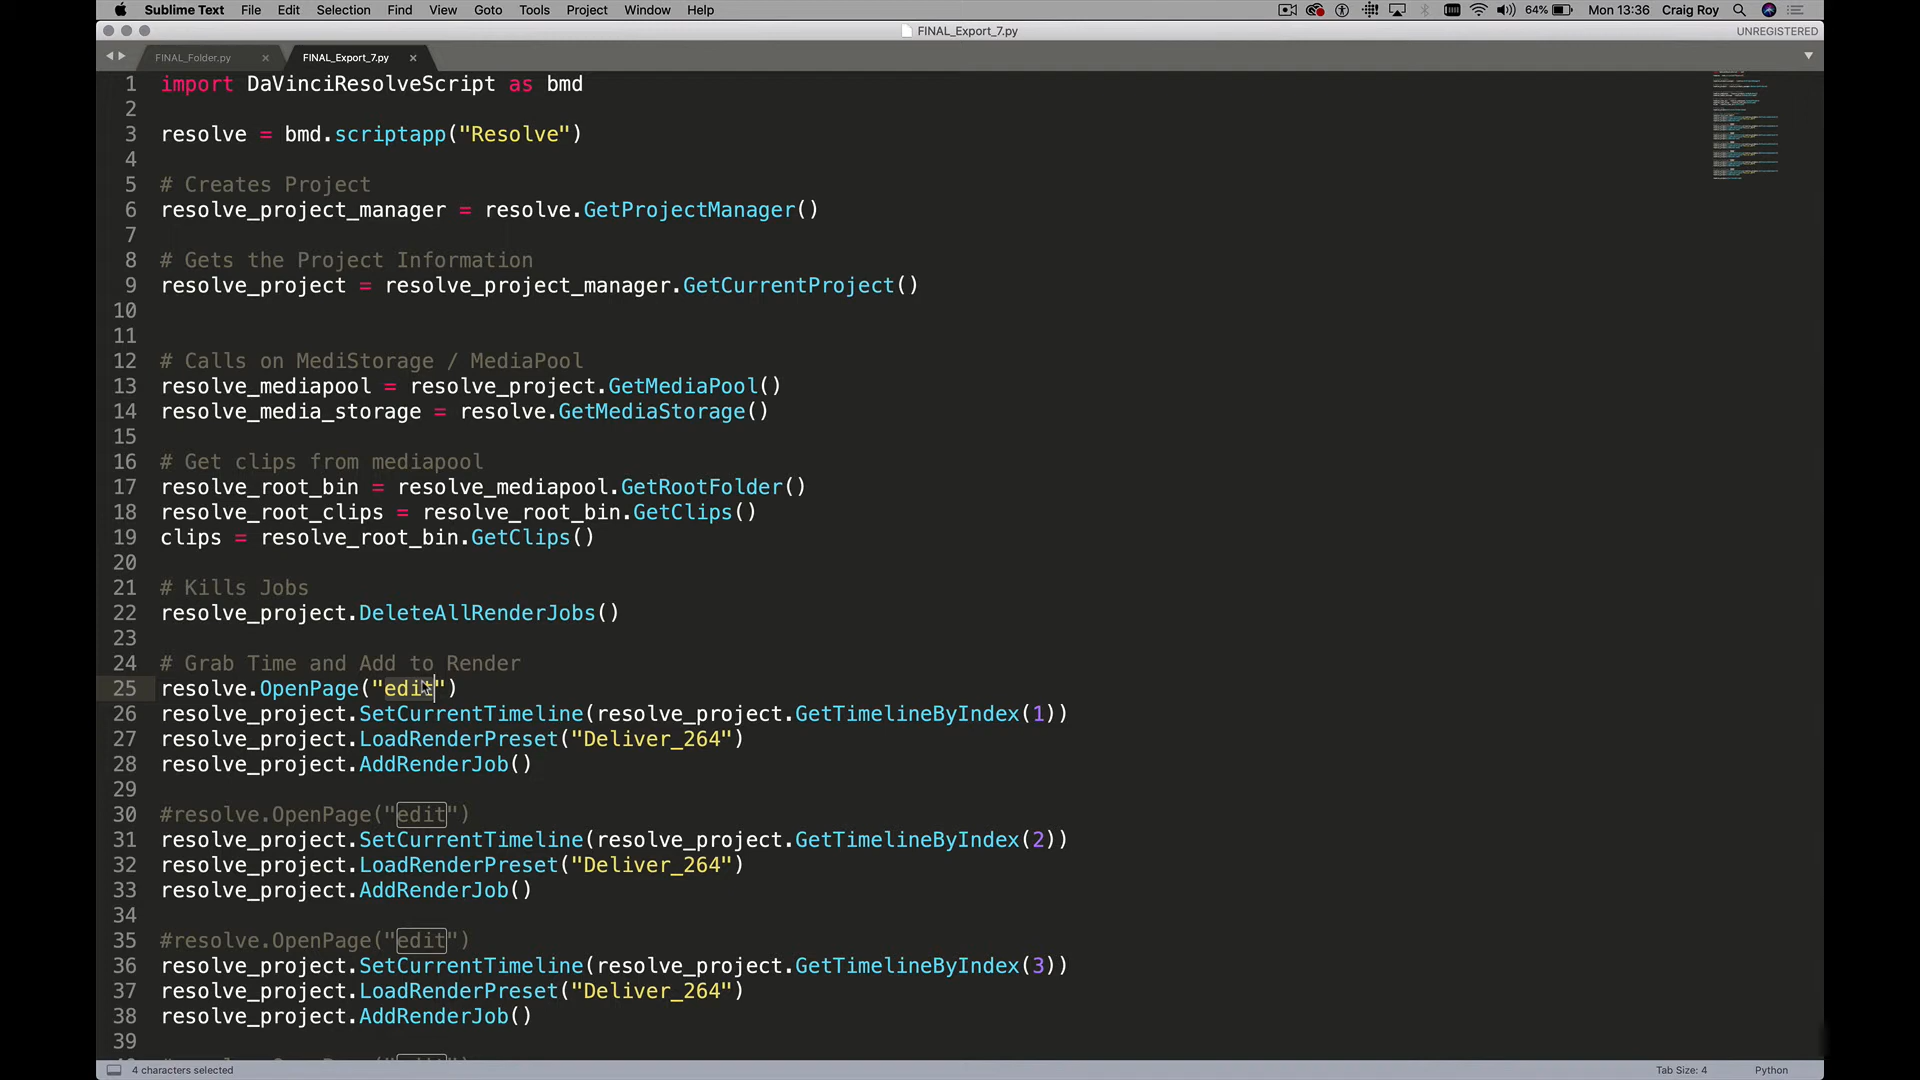 Sublime Text File Edit Selection Find View Goto Tools Project Window Help 64% Mon 13:36 Craig Roy
FINAL_Export_7.py UNREGISTERED
FINAL_Folder.py × FINAL_Export_7.py ×
1 import DaVinciResolveScript as bmd
2
3 resolve = bmd.scriptapp("Resolve")
4
5 # Creates Project
6 resolve_project_manager = resolve.GetProjectManager()
7
8 # Gets the Project Information
9 resolve_project = resolve_project_manager.GetCurrentProject()
10
11
12 # Calls on MediStorage / MediaPool
13 resolve_mediapool = resolve_project.GetMediaPool()
14 resolve_media_storage = resolve.GetMediaStorage()
15
16 # Get clips from mediapool
17 resolve_root_bin = resolve_mediapool.GetRootFolder()
18 resolve_root_clips = resolve_root_bin.GetClips()
19 clips = resolve_root_bin.GetClips()
20
21 # Kills Jobs
22 resolve_project.DeleteAllRenderJobs()
23
24 # Grab Time and Add to Render
25 resolve.OpenPage("edit")
26 resolve_project.SetCurrentTimeline(resolve_project.GetTimelineByIndex(1))
27 resolve_project.LoadRenderPreset("Deliver_264")
28 resolve_project.AddRenderJob()
29
30 #resolve.OpenPage("edit")
31 resolve_project.SetCurrentTimeline(resolve_project.GetTimelineByIndex(2))
32 resolve_project.LoadRenderPreset("Deliver_264")
33 resolve_project.AddRenderJob()
34
35 #resolve.OpenPage("edit")
36 resolve_project.SetCurrentTimeline(resolve_project.GetTimelineByIndex(3))
37 resolve_project.LoadRenderPreset("Deliver_264")
38 resolve_project.AddRenderJob()
39
4 characters selected Tab Size: 4 Python